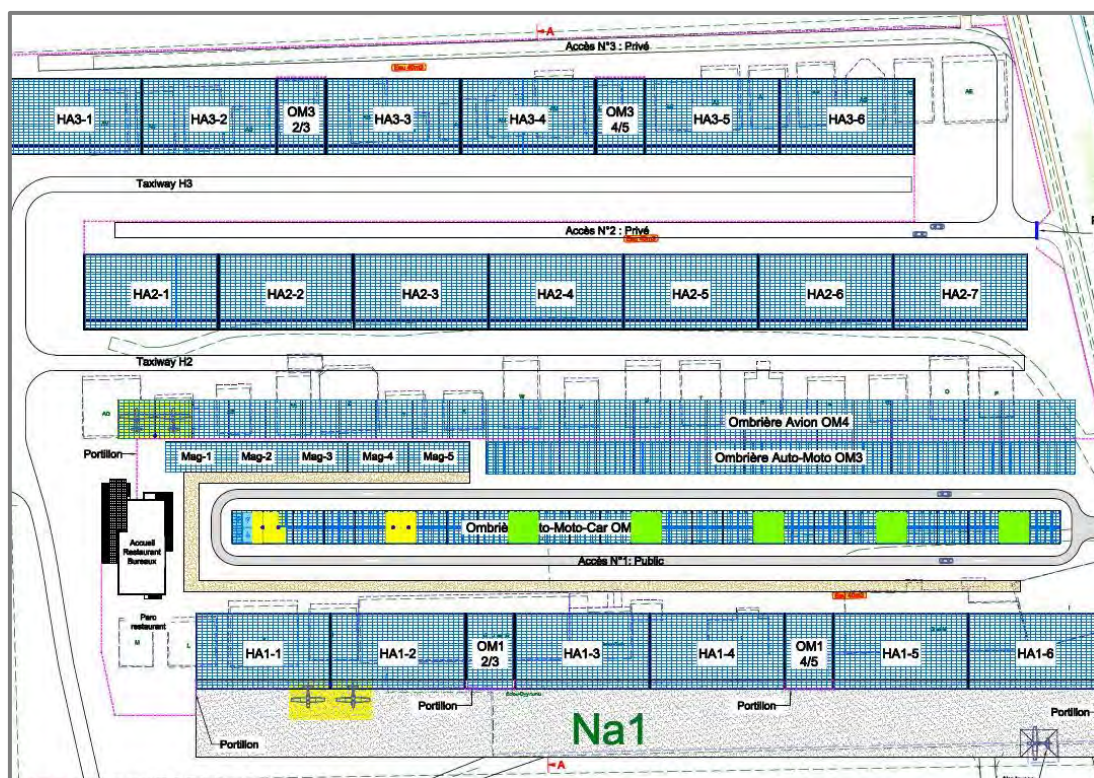 A
Accès N°3 : Privé
HA3-1
HA3-2
OM3
2/3
HA3-3
HA3-4
OM3
4/5
HA3-5
HA3-6
Taxiway H3
Accès N°2 : Privé
HA2-1
HA2-2
HA2-3
HA2-4
HA2-5
HA2-6
HA2-7
Taxiway H2
W
O
P
Ombrière Avion OM4
Portillon
Mag-1
Mag-2
Mag-3
Mag-4
Mag-5
Ombrière Auto-Moto OM3
Accueil
Restaurant
Bureaux
Accès N°1: Public
Parc
restaurant
M
L
HA1-1
HA1-2
OM1
2/3
HA1-3
HA1-4
OM1
4/5
HA1-5
HA1-6
Portillon
Portillon
Portillon
Portillon
Na1
A